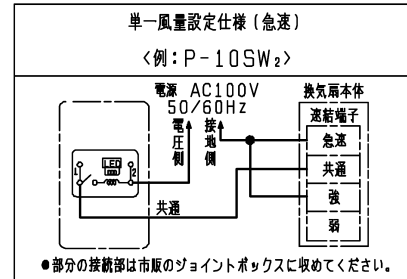 単一風量設定仕様(急速)
〈例:P-10SW₂〉
電源 AC100V
50/60Hz
電圧側
接地側
換気扇本体
速結端子
急速
共通
強
弱
LED
1
2
共通
●部分の接続部は市販のジョイントボックスに収めてください。